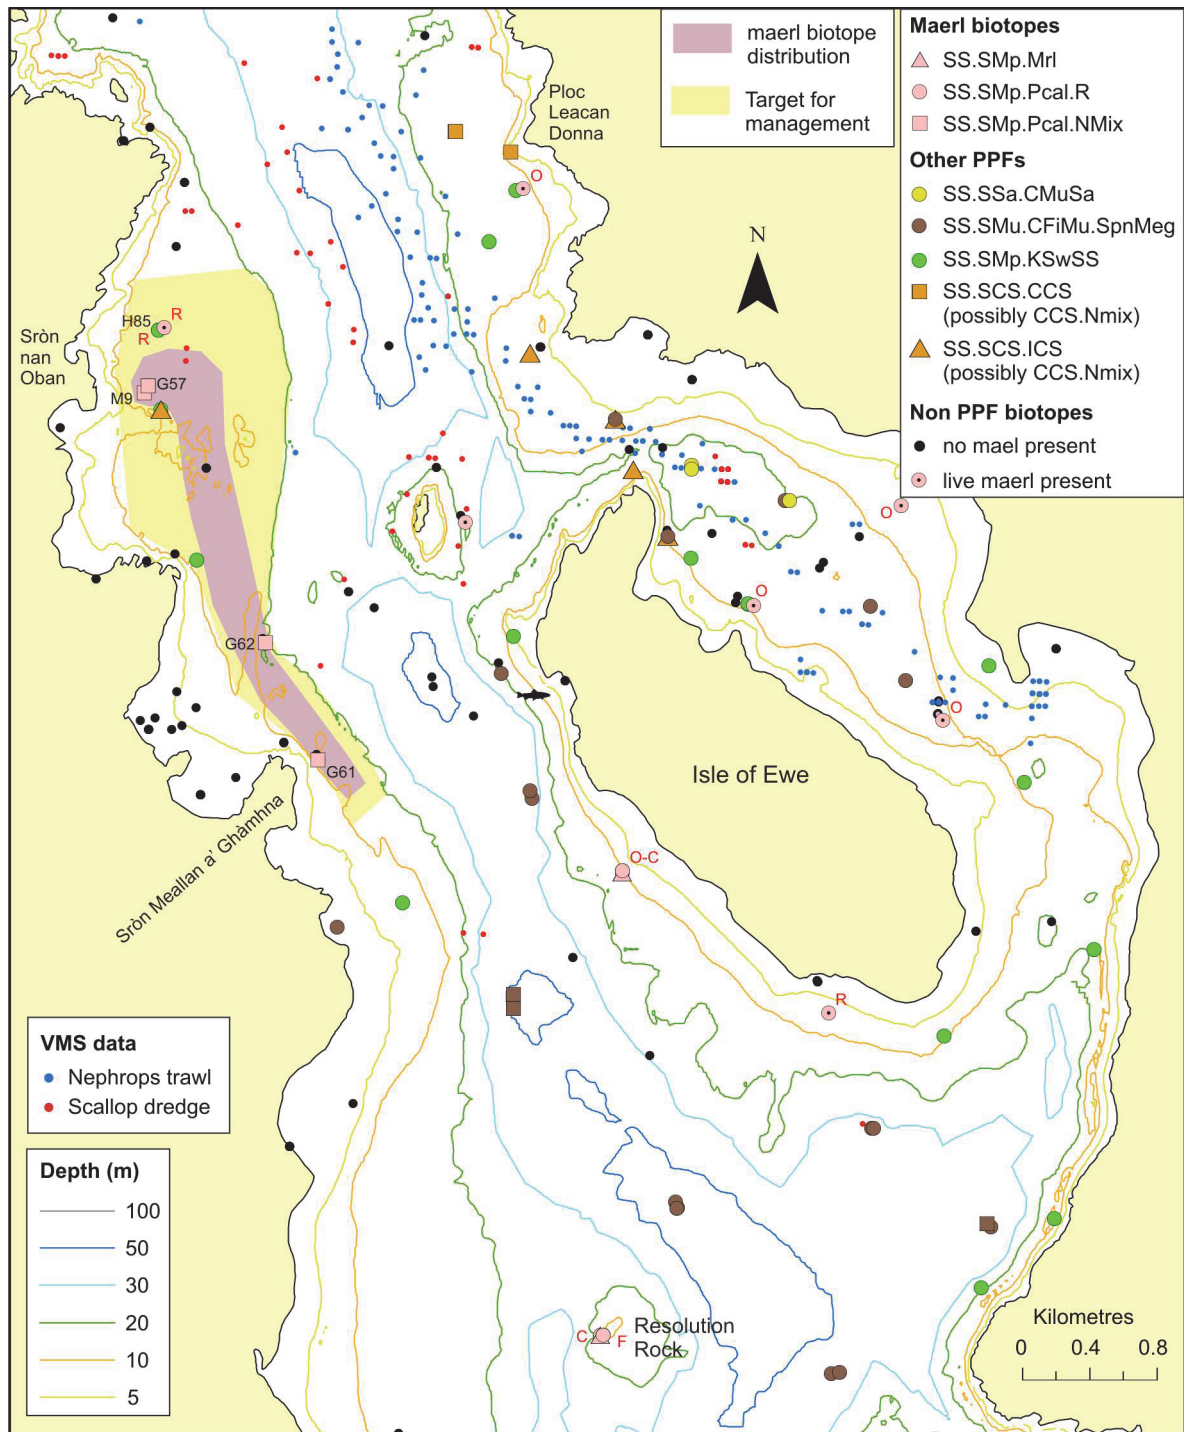 maerl biotope
distribution
Target for
management
Maerl biotopes
SS.SMp.Mrl
SS.SMp.Pcal.R
SS.SMp.Pcal.NMix
Other PPFs
SS.SSa.CMuSa
SS.SMu.CFiMu.SpnMeg
SS.SMp.KSwSS
SS.SCS.CCS
(possibly CCS.Nmix)
SS.SCS.ICS
(possibly CCS.Nmix)
Non PPF biotopes
no mael present
live maerl present
Ploc
Leacan
Donna
O
N
H85
R
R
Sròn
nan
Oban
G57
M9
O
O
G62
O
G61
Isle of Ewe
Sròn Meallan a' Ghàmhna
O-C
R
VMS data
Nephrops trawl
Scallop dredge
Depth (m)
100
50
30
20
10
5
C
F
Resolution
Rock
Kilometres
0 0.4 0.8